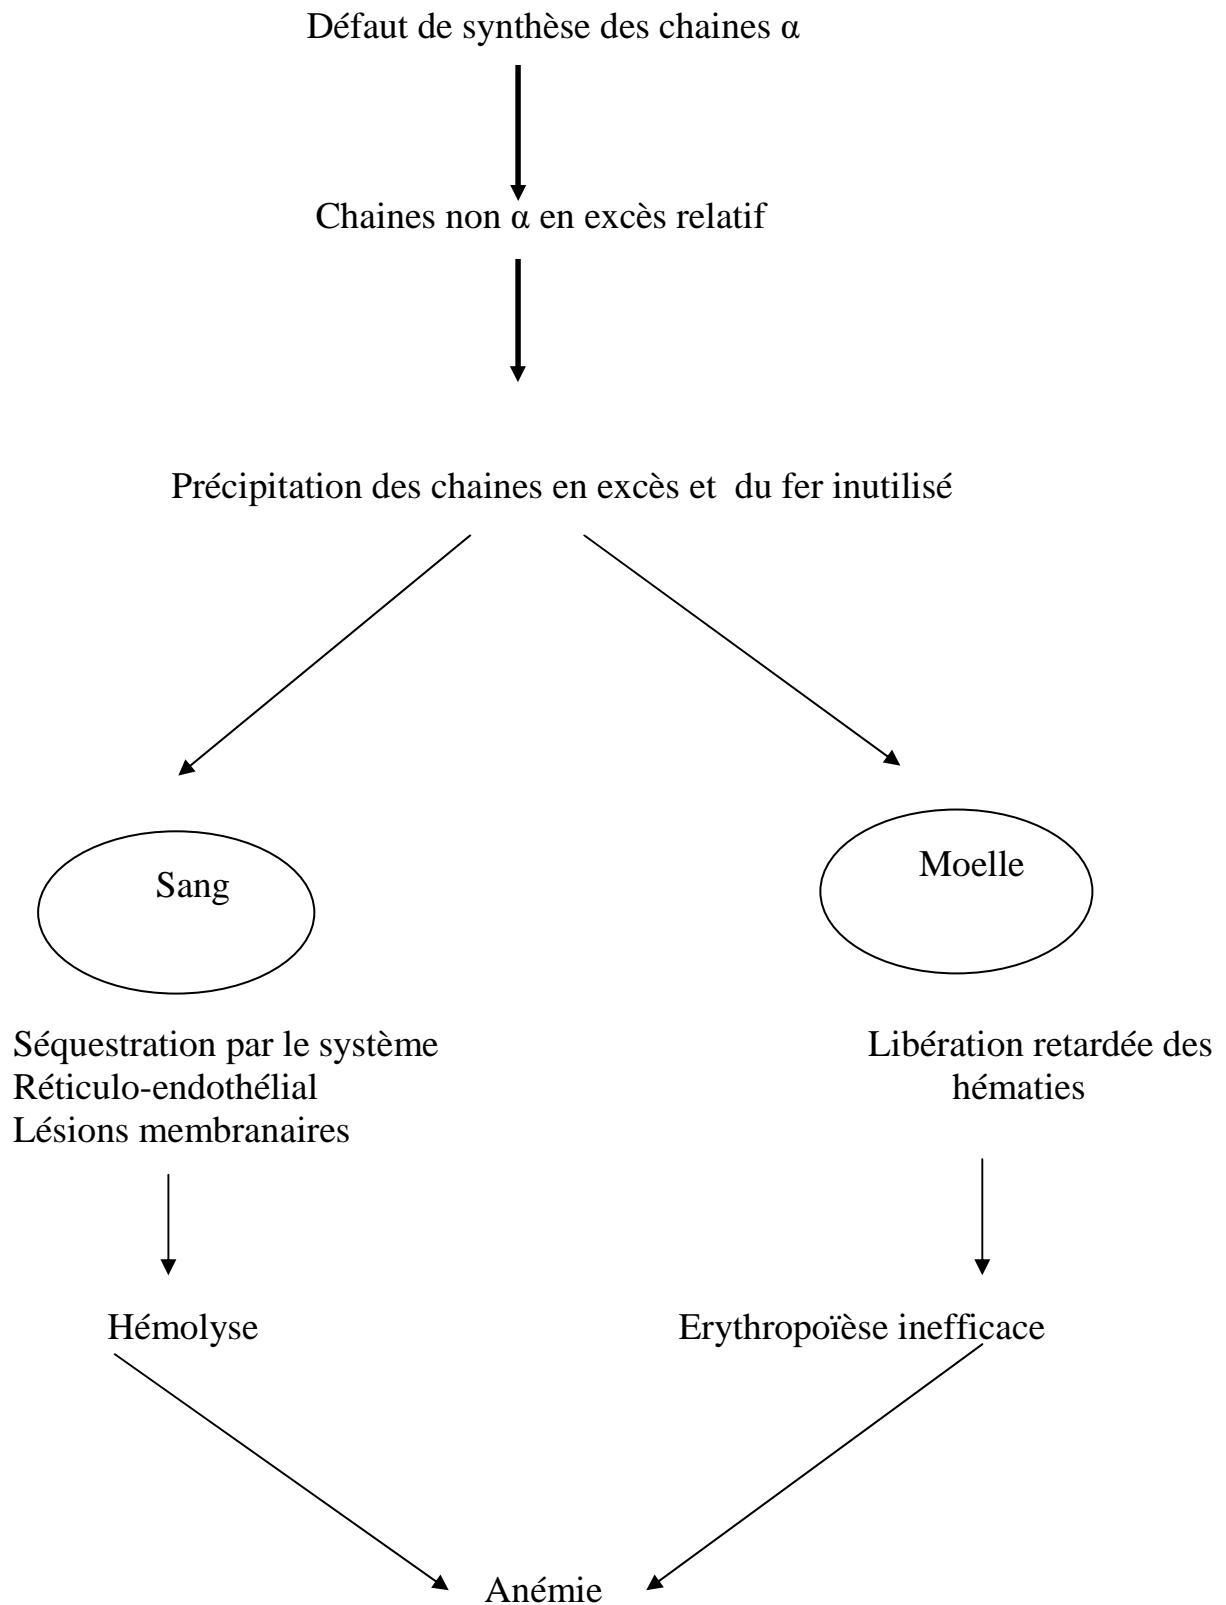 Défaut de synthèse des chaines α
Chaines non α en excès relatif
Précipitation des chaines en excès et du fer inutilisé
Sang
Moelle
Séquestration par le système
Réticulo-endothélial
Lésions membranaires
Libération retardée des
hématies
Hémolyse
Erythropoïèse inefficace
Anémie